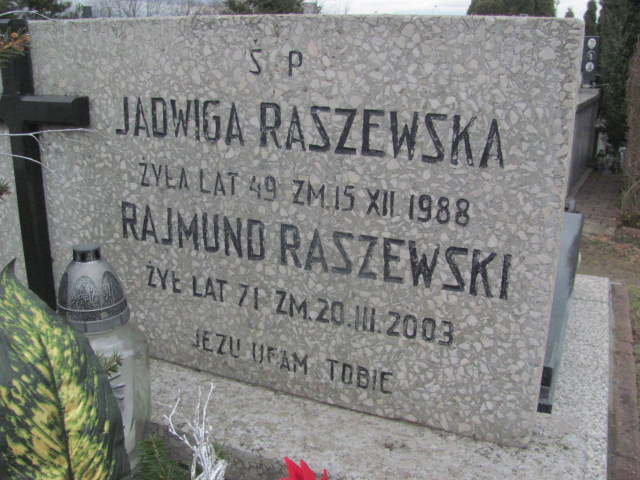 Ś P
JADWIGA RASZEWSKA
ŻYŁA LAT 49 ZM.15 XII 1988
RAJMUND RASZEWSKI
ŻYŁ LAT 71 ZM.20.III.2003
JEZU UFAM TOBIE